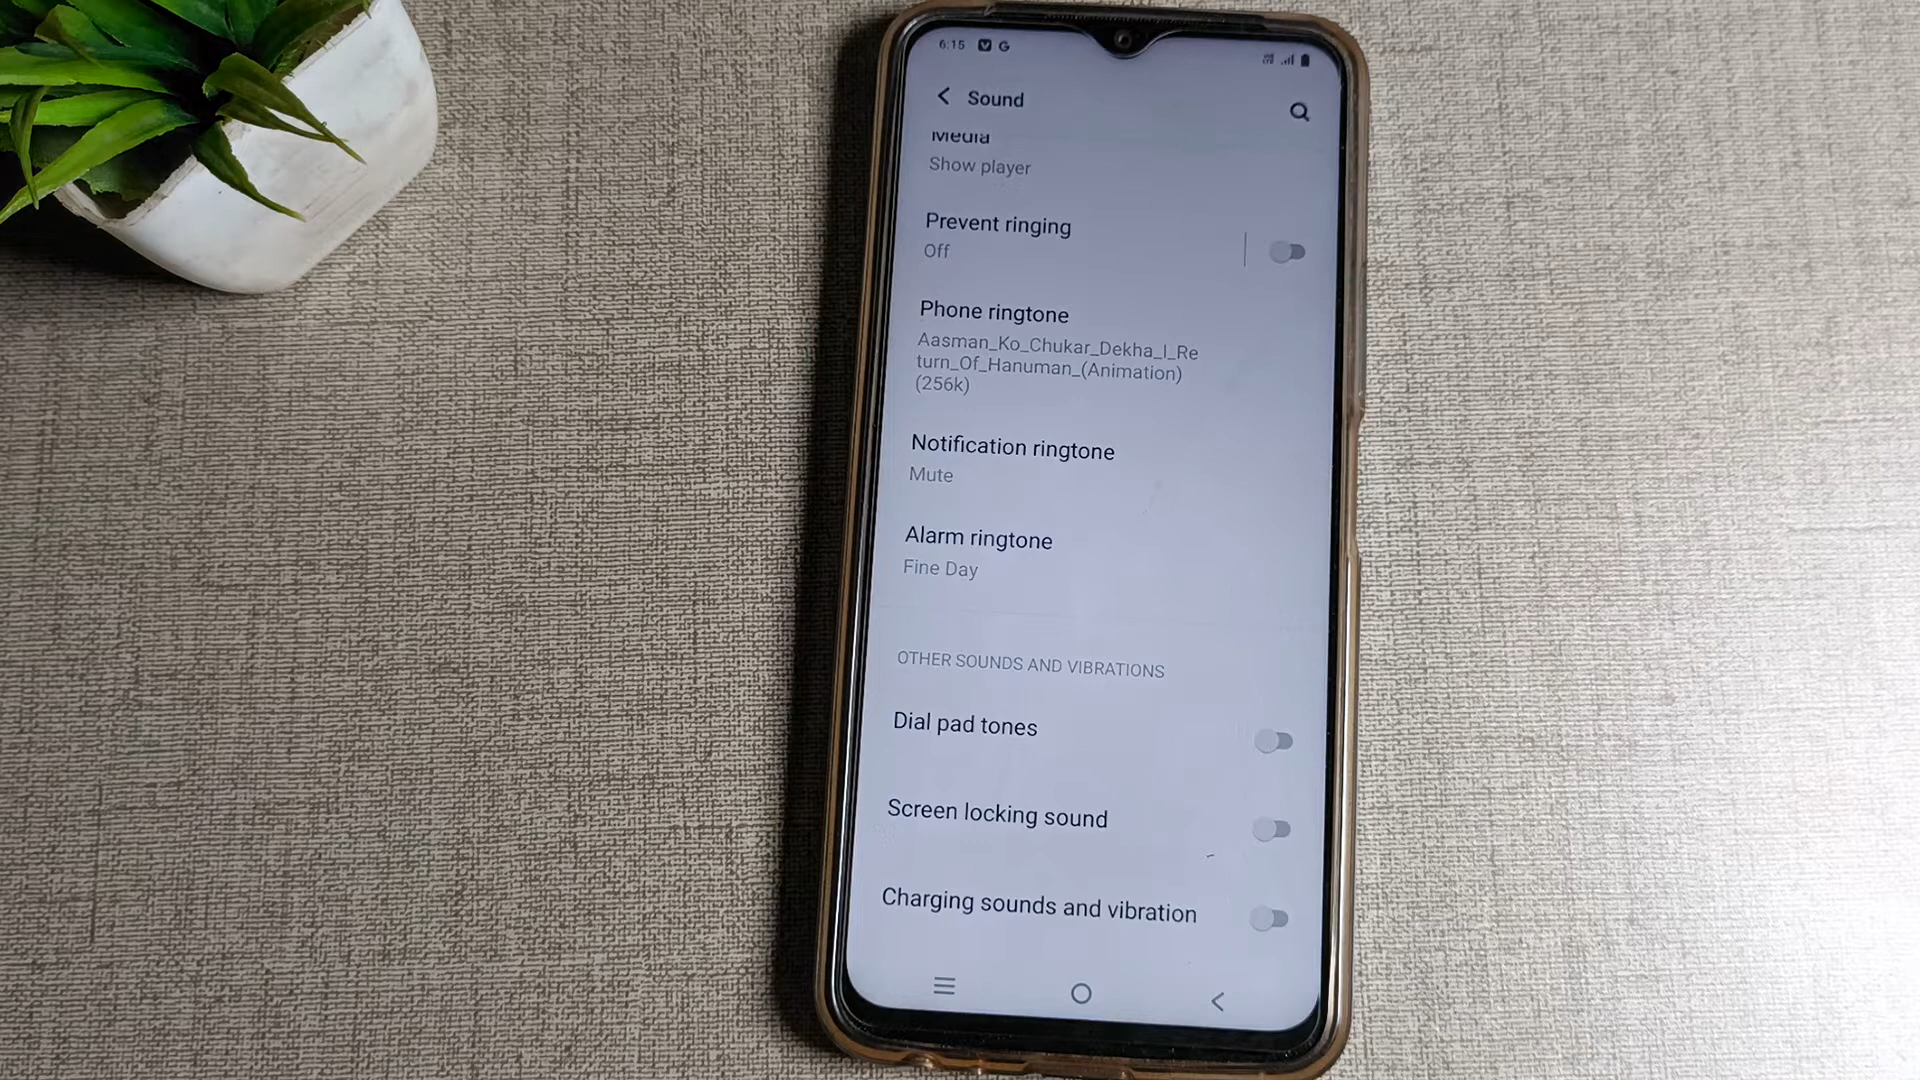 6:15
Sound
Media
Show player
Prevent ringing
Off
Phone ringtone
Aasman_Ko_Chukar_Dekha_I_Re
turn_Of_Hanuman_(Animation)
(256k)
Notification ringtone
Mute
Alarm ringtone
Fine Day
OTHER SOUNDS AND VIBRATIONS
Dial pad tones
Screen locking sound
Charging sounds and vibration